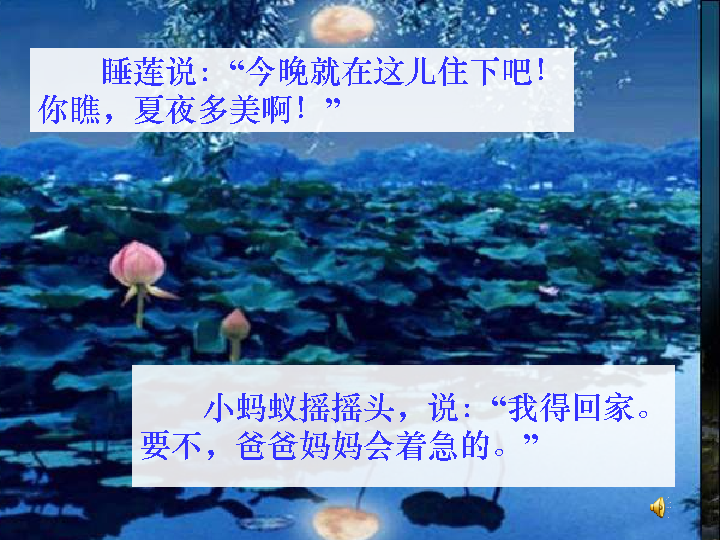 睡莲说：“今晚就在这儿住下吧！
你瞧，夏夜多美啊！”
小蚂蚁摇摇头，说：“我得回家。
要不，爸爸妈妈会着急的。”